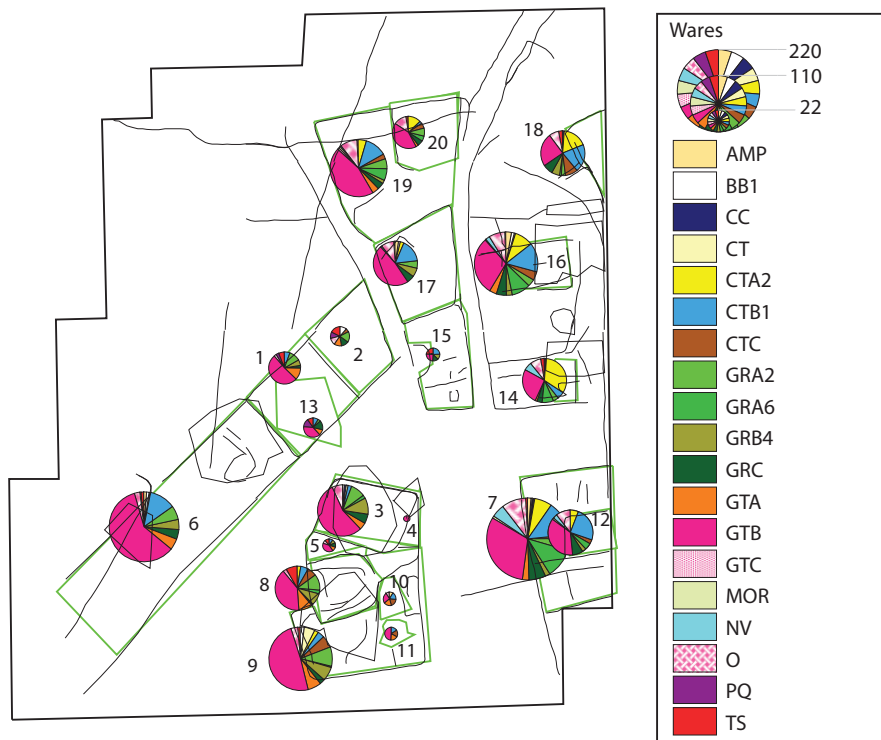 Wares
220
110
22
AMP
BB1
CC
CT
CTA2
CTB1
CTC
GRA2
GRA6
GRB4
GRC
GTA
GTB
GTC
MOR
NV
O
PQ
TS
20
18
19
16
17
15
1
2
14
13
6
3
7
4
12
5
8
10
11
9